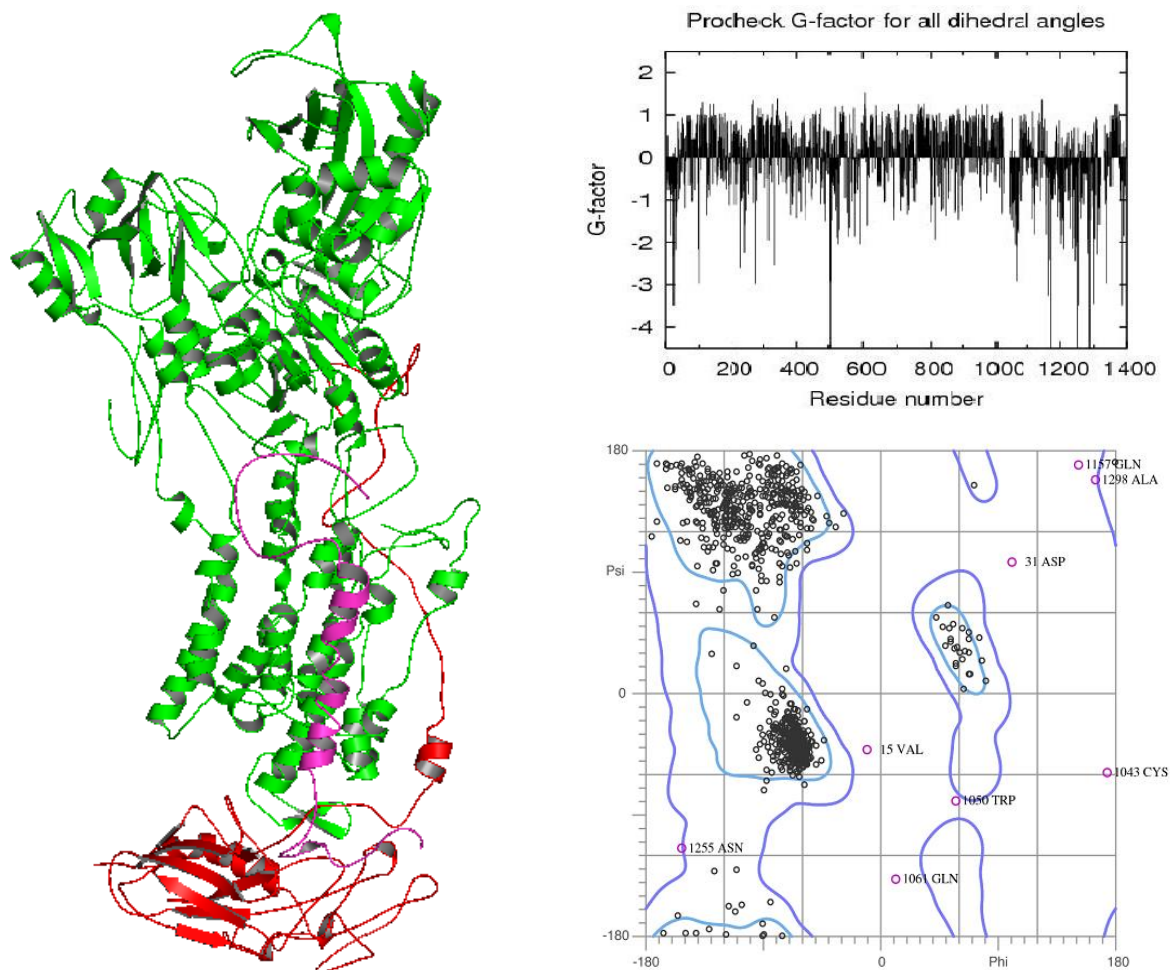 Procheck G-factor for all dihedral angles
2
1
0
-1
-2
-3
-4
G-factor
0 200 400 600 800 1000 1200 1400
Residue number
180
Psi
0
-180
1157 GLN
1298 ALA
31 ASP
15 VAL
1043 CYS
1050 TRP
1255 ASN
1061 GLN
-180 0 Phi 180